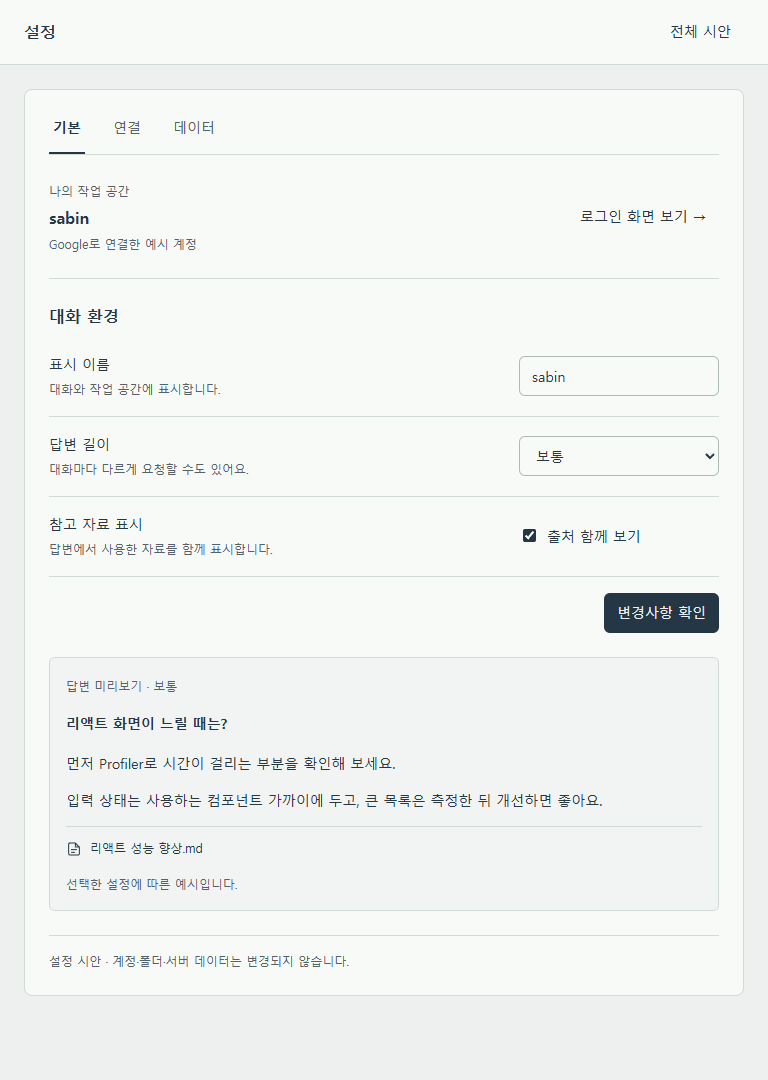 설정
전체 시안
기본
연결
데이터
나의 작업 공간
sabin
Google로 연결한 예시 계정
로그인 화면 보기 →
대화 환경
표시 이름
대화와 작업 공간에 표시합니다.
sabin
답변 길이
대화마다 다르게 요청할 수도 있어요.
보통
참고 자료 표시
답변에서 사용한 자료를 함께 표시합니다.
출처 함께 보기
변경사항 확인
답변 미리보기 · 보통
리액트 화면이 느릴 때는?
먼저 Profiler로 시간이 걸리는 부분을 확인해 보세요.
입력 상태는 사용하는 컴포넌트 가까이에 두고, 큰 목록은 측정한 뒤 개선하면 좋아요.
리액트 성능 향상.md
선택한 설정에 따른 예시입니다.
설정 시안 · 계정·폴더·서버 데이터는 변경되지 않습니다.